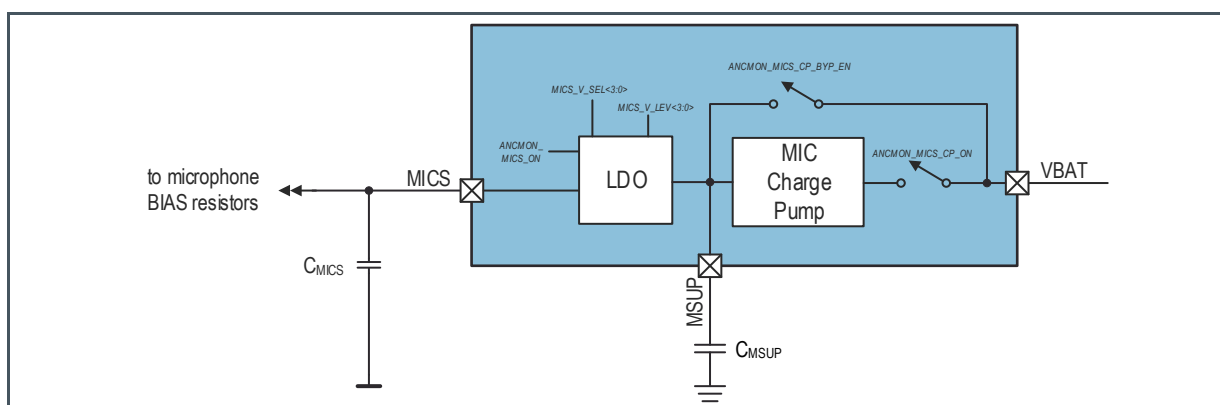 ANCMON_MICS_CP_BYP_EN
MICS_V_SEL<3:0>
MICS_V_LEV<3:0>
ANCMON_
MICS_ON
LDO
MIC
Charge
Pump
ANCMON_MICS_CP_ON
VBAT
MICS
to microphone
BIAS resistors
CMICS
MSUP
CMSUP